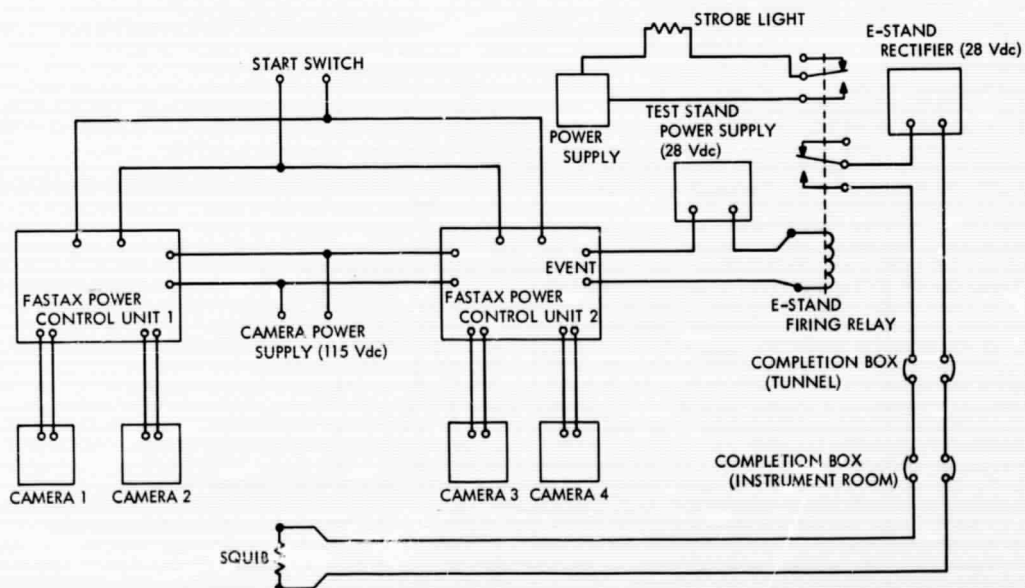 STROBE LIGHT
E-STAND
RECTIFIER (28 Vdc)
START SWITCH
POWER
SUPPLY
TEST STAND
POWER SUPPLY
(28 Vdc)
EVENT
FASTAX POWER
CONTROL UNIT 1
FASTAX POWER
CONTROL UNIT 2
CAMERA POWER
SUPPLY (115 Vdc)
E-STAND
FIRING RELAY
COMPLETION BOX
(TUNNEL)
COMPLETION BOX
(INSTRUMENT ROOM)
CAMERA 1
CAMERA 2
CAMERA 3
CAMERA 4
SQUIB